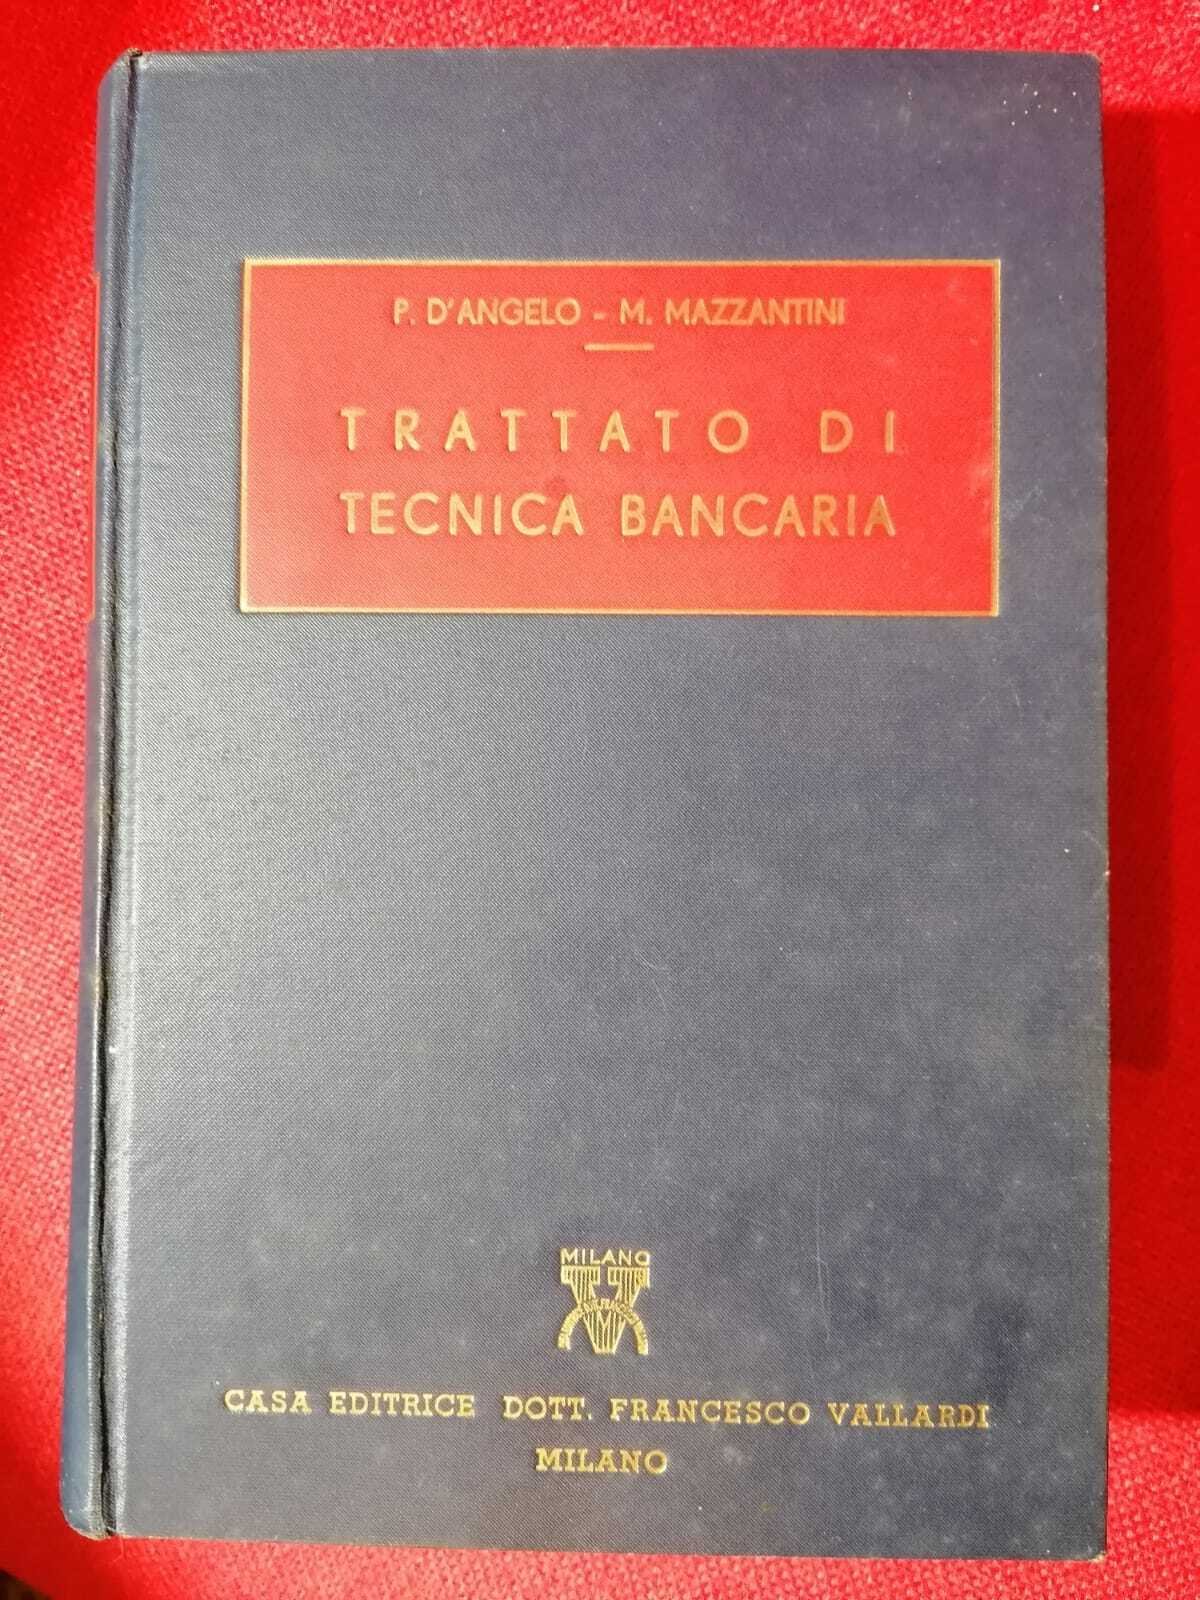 P. D'ANGELO - M. MAZZANTINI
TRATTATO DI
TECNICA BANCARIA
MILANO
CASA EDITRICE DOTT. FRANCESCO VALLARDI
MILANO